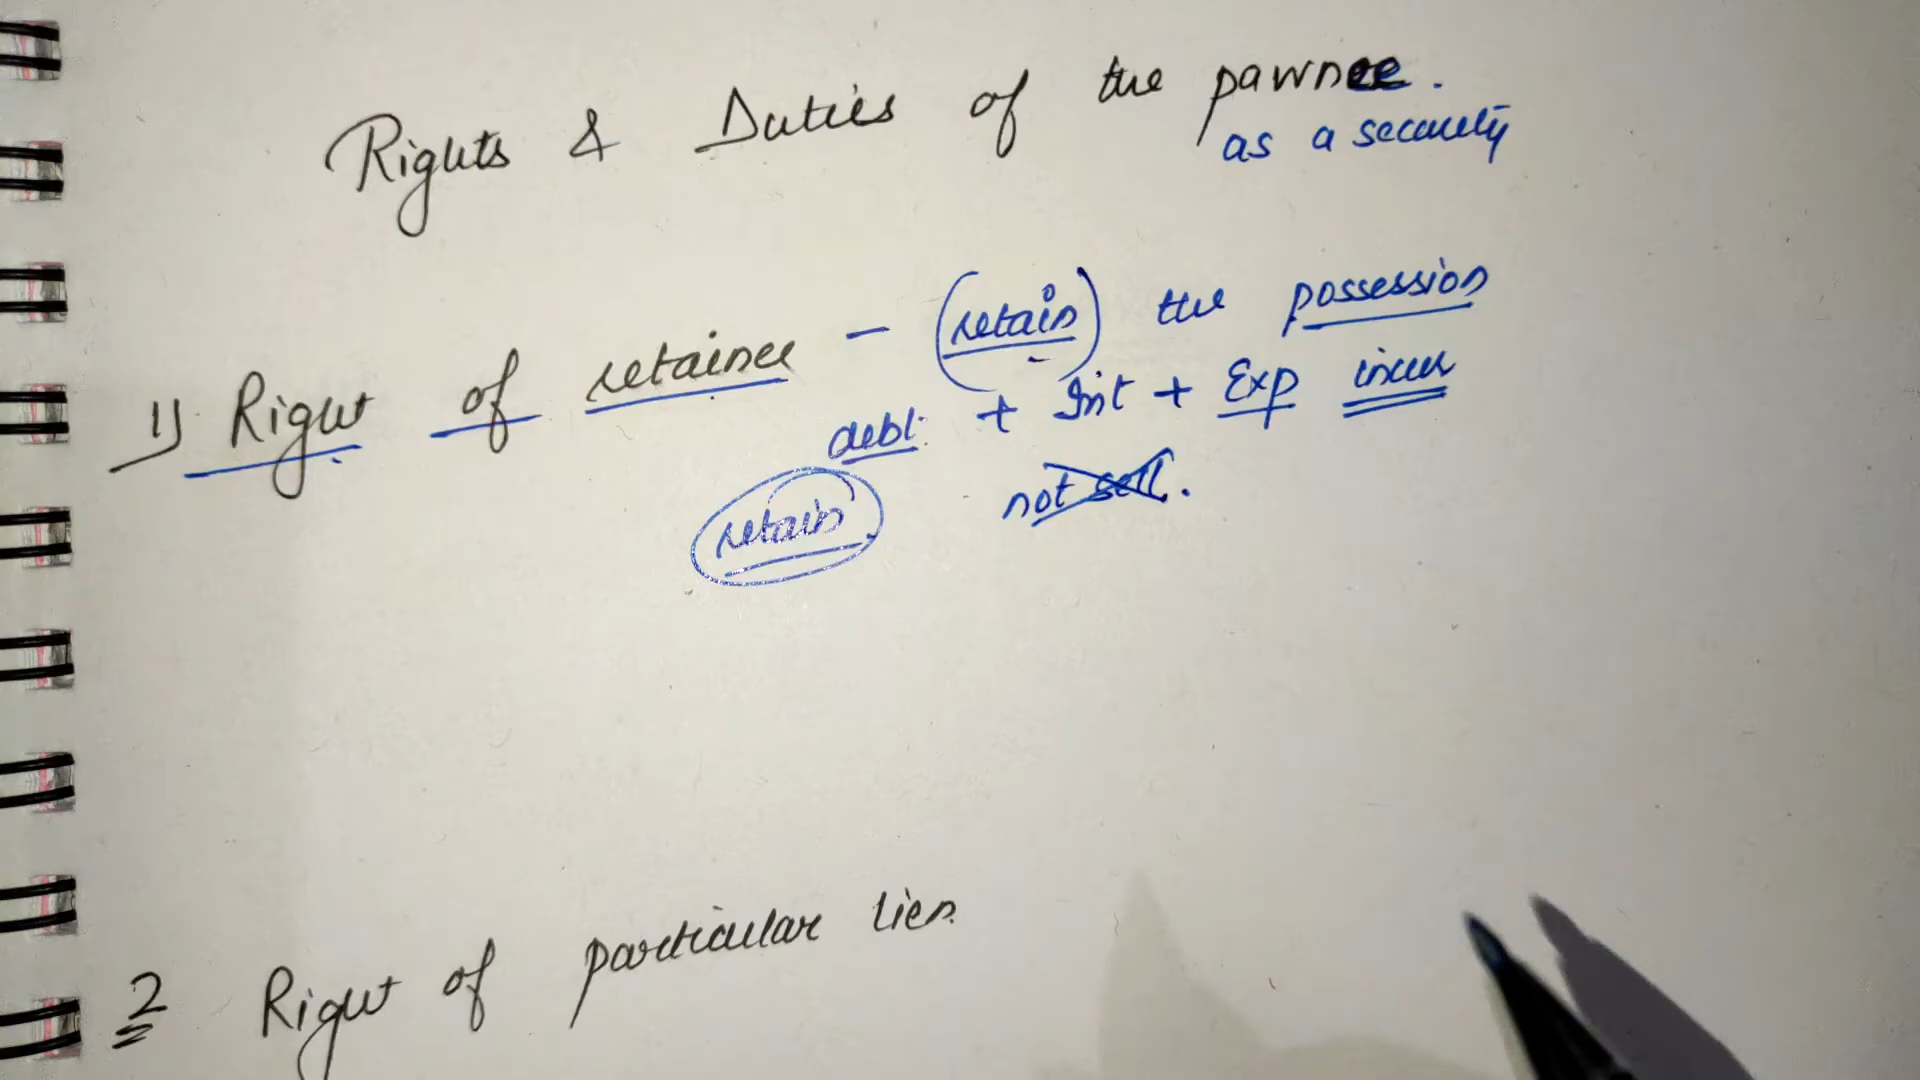 Rights & Duties of the pawnee.
as a security
1) Right of retainer - (retain) the possession
debt + Int + Exp incur
retain not sell.
2 Right of particular lien